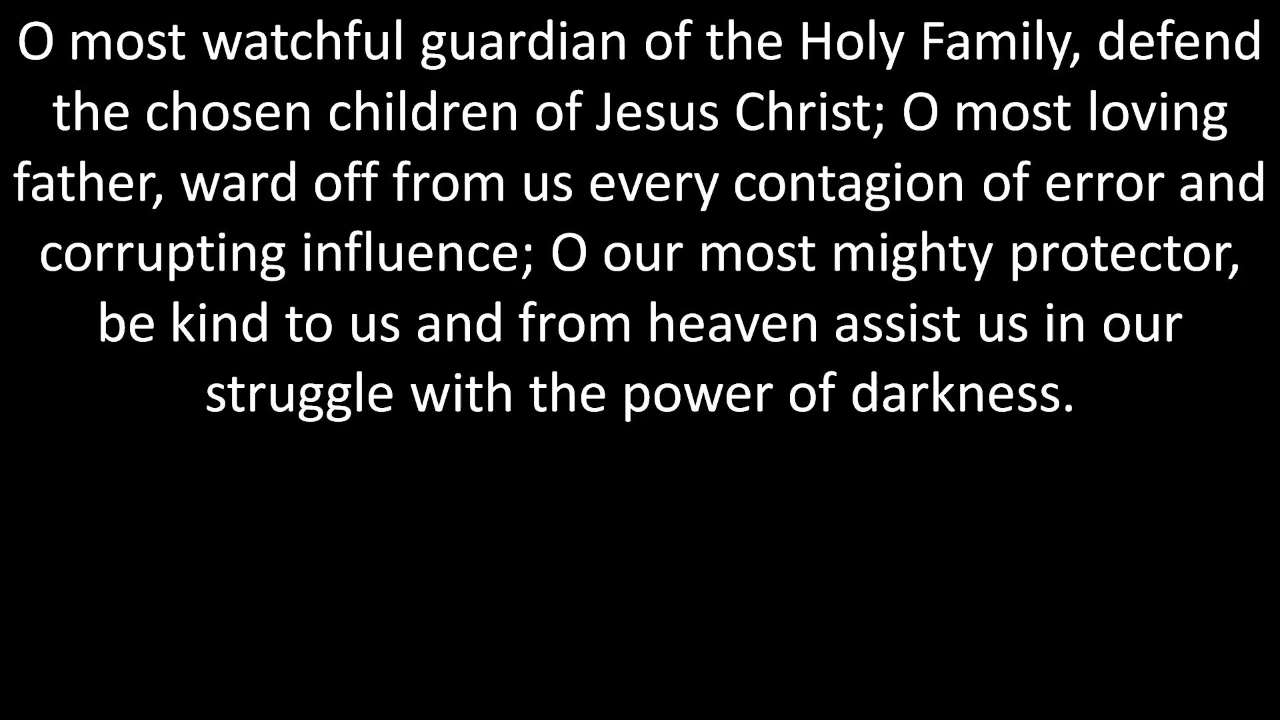 O most watchful guardian of the Holy Family, defend
the chosen children of Jesus Christ; O most loving
father, ward off from us every contagion of error and
corrupting influence; O our most mighty protector,
be kind to us and from heaven assist us in our
struggle with the power of darkness.